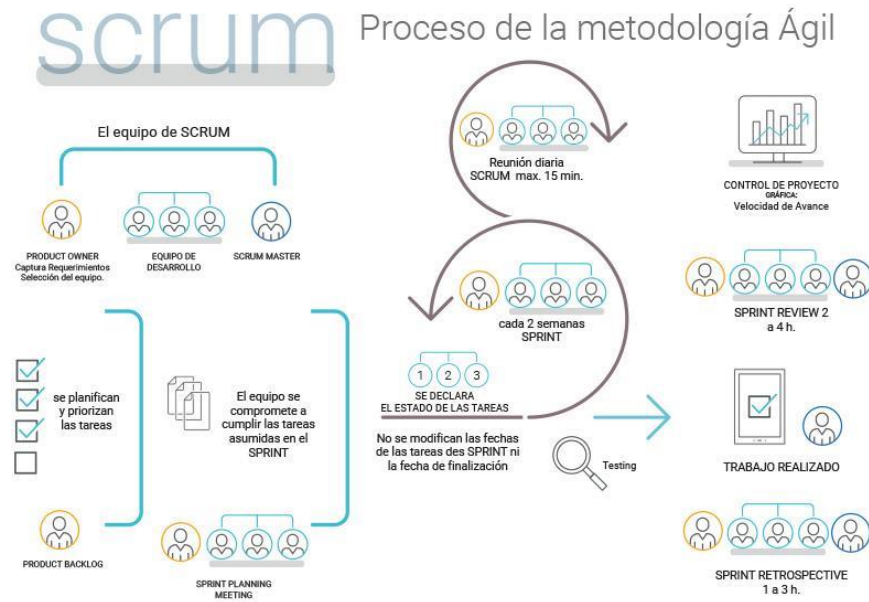 scrum
Proceso de la metodología Ágil
El equipo de SCRUM
PRODUCT OWNER
Captura Requerimientos
Selección del equipo.
EQUIPO DE
DESARROLLO
SCRUM MASTER
se planifican
y priorizan
las tareas
PRODUCT BACKLOG
El equipo se
compromete a
cumplir las tareas
asumidas en el
SPRINT
SPRINT PLANNING
MEETING
Reunión diaria
SCRUM max. 15 min.
cada 2 semanas
SPRINT
1 2 3
SE DECLARA
EL ESTADO DE LAS TAREAS
No se modifican las fechas
de las tareas des SPRINT ni
la fecha de finalización
Testing
CONTROL DE PROYECTO
GRÁFICA:
Velocidad de Avance
SPRINT REVIEW 2
a 4 h.
TRABAJO REALIZADO
SPRINT RETROSPECTIVE
1 a 3 h.